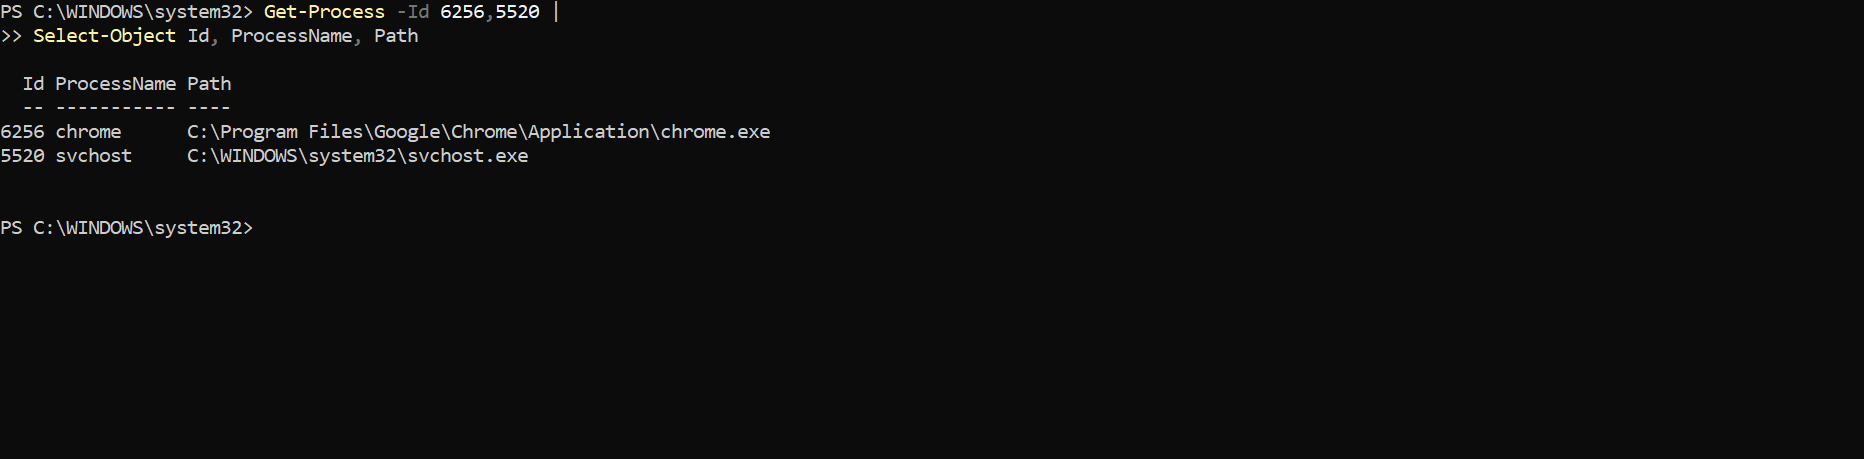 PS C:\WINDOWS\system32> Get-Process -Id 6256,5520 |
>> Select-Object Id, ProcessName, Path
Id ProcessName Path
-- ----------- ----
6256 chrome C:\Program Files\Google\Chrome\Application\chrome.exe
5520 svchost C:\WINDOWS\system32\svchost.exe
PS C:\WINDOWS\system32>